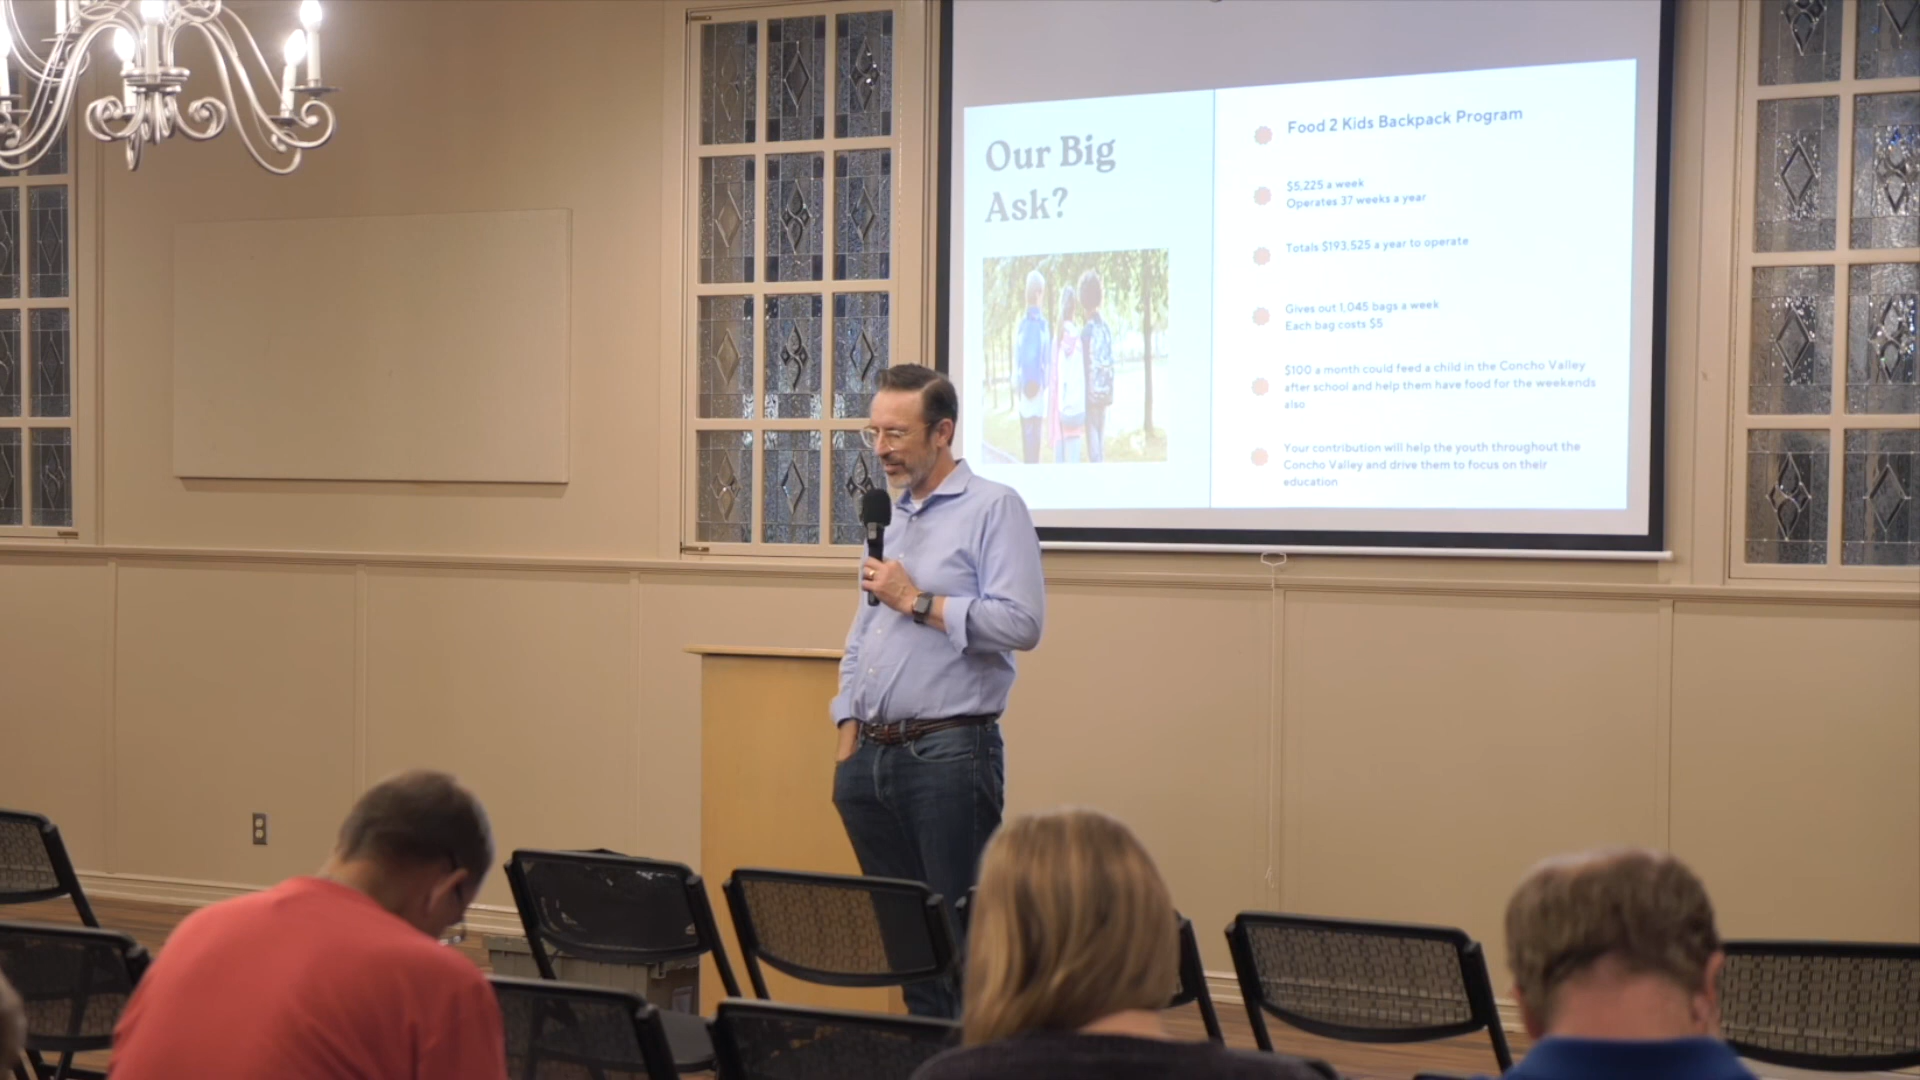 Our Big
Ask?
Food 2 Kids Backpack Program
$5,225 a week
Operates 37 weeks a year
Totals $193,525 a year to operate
Gives out 1,045 bags a week
Each bag costs $5
$100 a month could feed a child in the Concho Valley
after school and help them have food for the weekends
also
Your contribution will help the youth throughout the
Concho Valley and drive them to focus on their
education